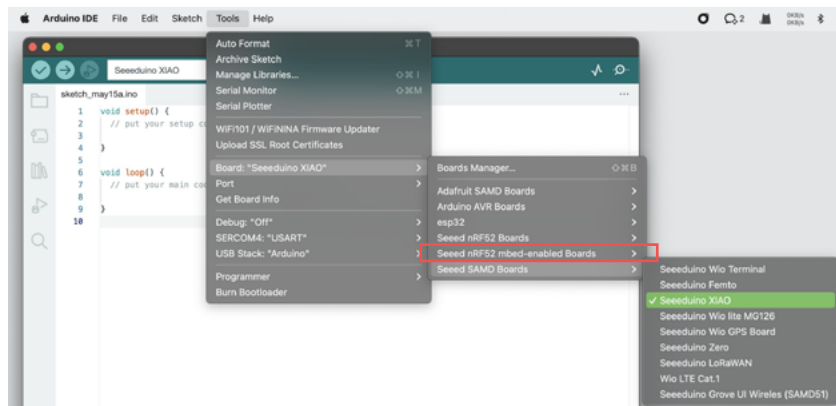 Arduino IDE File Edit Sketch Tools Help
2
Seeeduino XIAO
sketch_may15a.ino
1 void setup() {
2 // put your setup co
3
4 }
5
6 void loop() {
7 // put your main co
8
9 }
10
Auto Format ⌘T
Archive Sketch
Manage Libraries... ⇧⌘I
Serial Monitor ⇧⌘M
Serial Plotter
WiFi101 / WiFiNINA Firmware Updater
Upload SSL Root Certificates
Board: "Seeeduino XIAO"
Port
Get Board Info
Debug: "Off"
SERCOM4: "USART"
USB Stack: "Arduino"
Programmer
Burn Bootloader
Boards Manager... ⇧⌘B
Adafruit SAMD Boards
Arduino AVR Boards
esp32
Seeed nRF52 Boards
Seeed nRF52 mbed-enabled Boards
Seeed SAMD Boards
Seeeduino Wio Terminal
Seeeduino Femto
✓ Seeeduino XIAO
Seeeduino Wio lite MG126
Seeeduino Wio GPS Board
Seeeduino Zero
Seeeduino LoRaWAN
Wio LTE Cat.1
Seeeduino Grove UI Wireles (SAMD51)